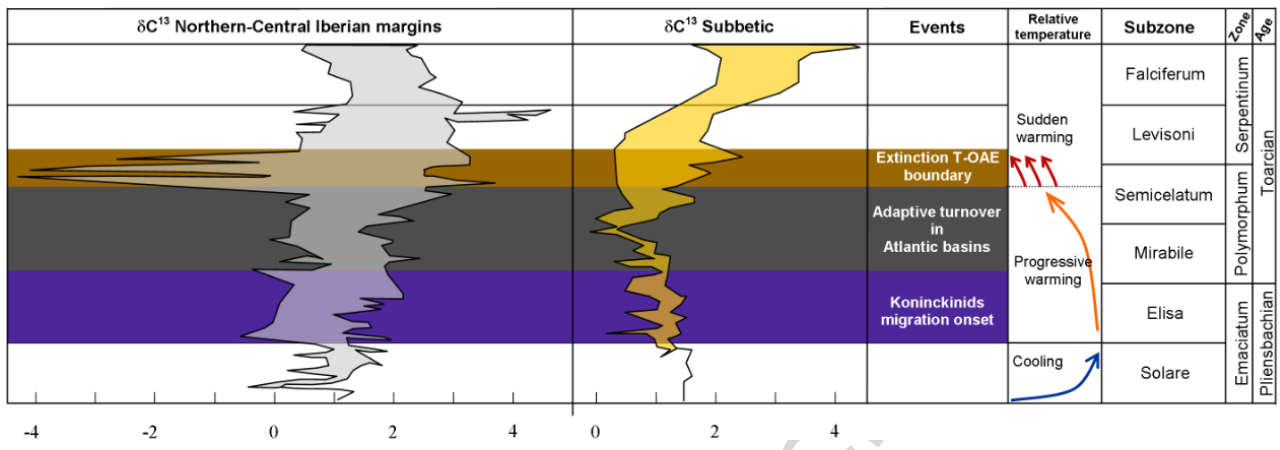 δC¹³ Northern-Central Iberian margins
δC¹³ Subbetic
Events
Relative
temperature
Subzone
Zone
Age
Falciferum
Levisoni
Semicelatum
Mirabile
Elisa
Solare
Serpentinum
Polymorphum
Emaciatum
Toarcian
Pliensbachian
Sudden
warming
Progressive
warming
Cooling
Extinction T-OAE
boundary
Adaptive turnover
in
Atlantic basins
Koninckinids
migration onset
-4 -2 0 2 4 0 2 4